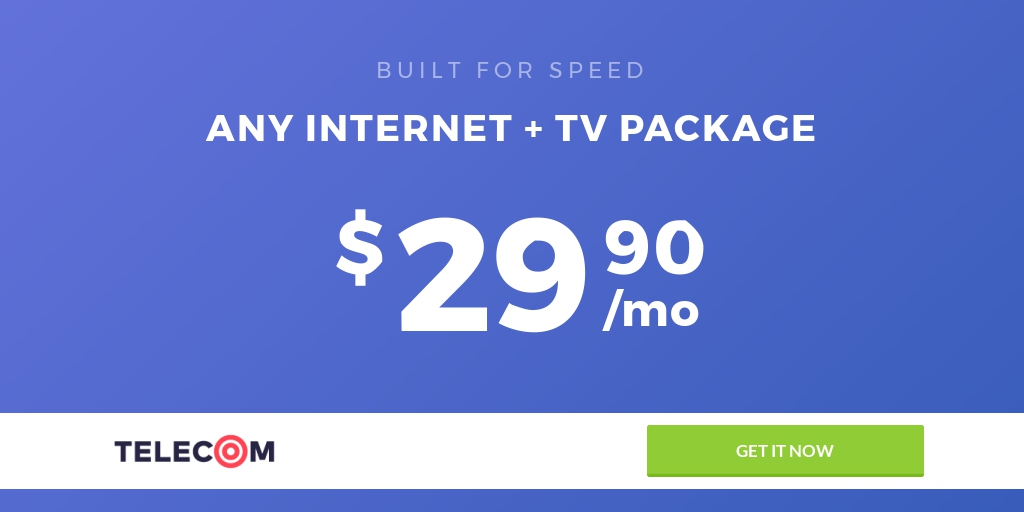 BUILT FOR SPEED
ANY INTERNET + TV PACKAGE
$29 90
/mo
TELECOM
GET IT NOW